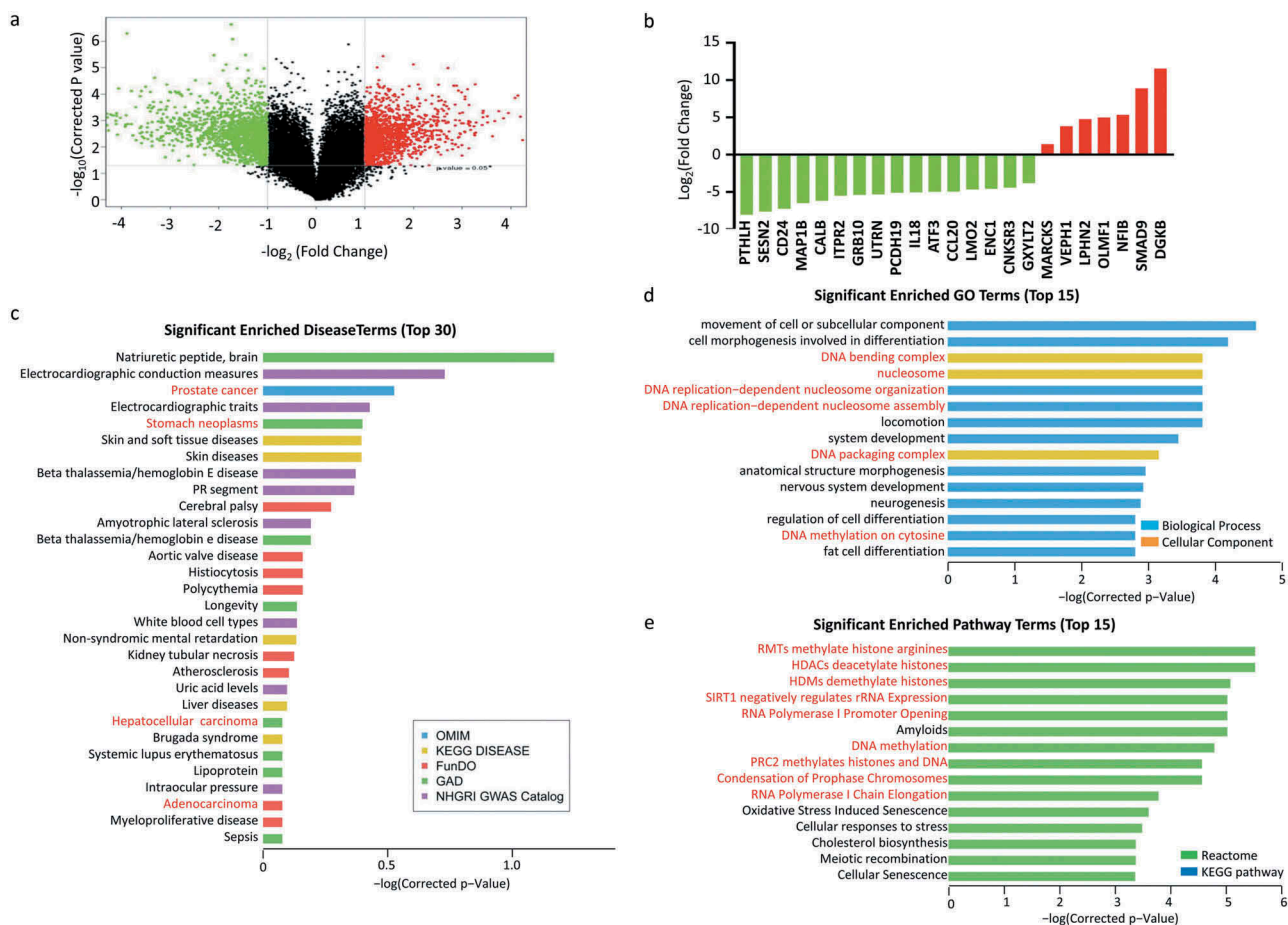 a
-log10(Corrected P value)
6
5
4
3
2
1
0
p value = 0.05
-4
-3
-2
-1
0
1
2
3
4
-log2 (Fold Change)
b
Log2(Fold Change)
15
10
5
0
-5
-10
PTHLH
SESN2
CD24
MAP1B
CALB
ITPR2
GRB10
UTRN
PCDH19
IL18
ATF3
CCL20
LMO2
ENC1
CNKSR3
GXYLT2
MARCKS
VEPH1
LPHN2
OLMF1
NFIB
SMAD9
DGKB
c
Significant Enriched DiseaseTerms (Top 30)
Natriuretic peptide, brain
Electrocardiographic conduction measures
Prostate cancer
Electrocardiographic traits
Stomach neoplasms
Skin and soft tissue diseases
Skin diseases
Beta thalassemia/hemoglobin E disease
PR segment
Cerebral palsy
Amyotrophic lateral sclerosis
Beta thalassemia/hemoglobin e disease
Aortic valve disease
Histiocytosis
Polycythemia
Longevity
White blood cell types
Non-syndromic mental retardation
Kidney tubular necrosis
Atherosclerosis
Uric acid levels
Liver diseases
Hepatocellular carcinoma
Brugada syndrome
Systemic lupus erythematosus
Lipoprotein
Intraocular pressure
Adenocarcinoma
Myeloproliferative disease
Sepsis
OMIM
KEGG DISEASE
FunDO
GAD
NHGRI GWAS Catalog
0
0.5
1.0
−log(Corrected p−Value)
d
Significant Enriched GO Terms (Top 15)
movement of cell or subcellular component
cell morphogenesis involved in differentiation
DNA bending complex
nucleosome
DNA replication−dependent nucleosome organization
DNA replication−dependent nucleosome assembly
locomotion
system development
DNA packaging complex
anatomical structure morphogenesis
nervous system development
neurogenesis
regulation of cell differentiation
DNA methylation on cytosine
fat cell differentiation
Biological Process
Cellular Component
0
1
2
3
4
5
−log(Corrected p−Value)
e
Significant Enriched Pathway Terms (Top 15)
RMTs methylate histone arginines
HDACs deacetylate histones
HDMs demethylate histones
SIRT1 negatively regulates rRNA Expression
RNA Polymerase I Promoter Opening
Amyloids
DNA methylation
PRC2 methylates histones and DNA
Condensation of Prophase Chromosomes
RNA Polymerase I Chain Elongation
Oxidative Stress Induced Senescence
Cellular responses to stress
Cholesterol biosynthesis
Meiotic recombination
Cellular Senescence
Reactome
KEGG pathway
0
1
2
3
4
5
6
−log(Corrected p−Value)